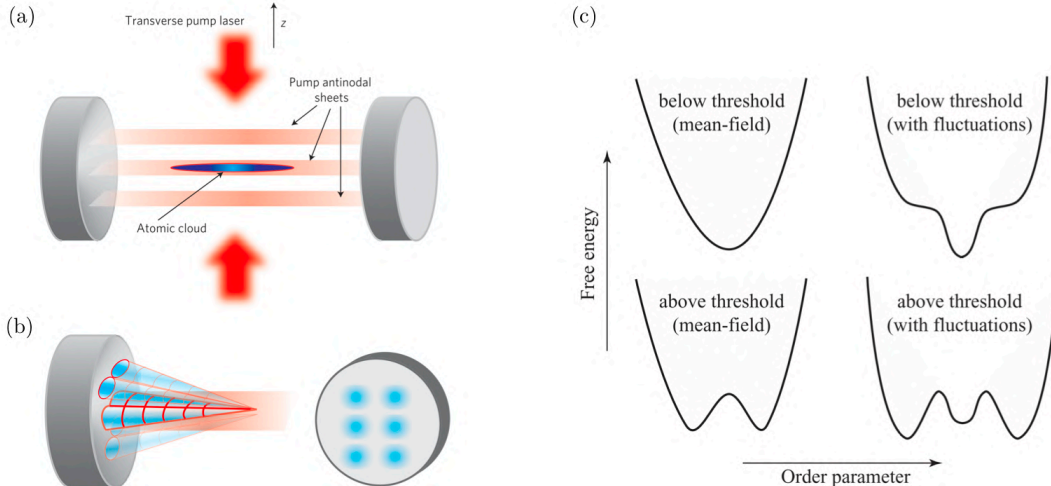 (a)
Transverse pump laser
z
Pump antinodal
sheets
Atomic cloud
(b)
(c)
below threshold
(mean-field)
below threshold
(with fluctuations)
Free energy
above threshold
(mean-field)
above threshold
(with fluctuations)
Order parameter